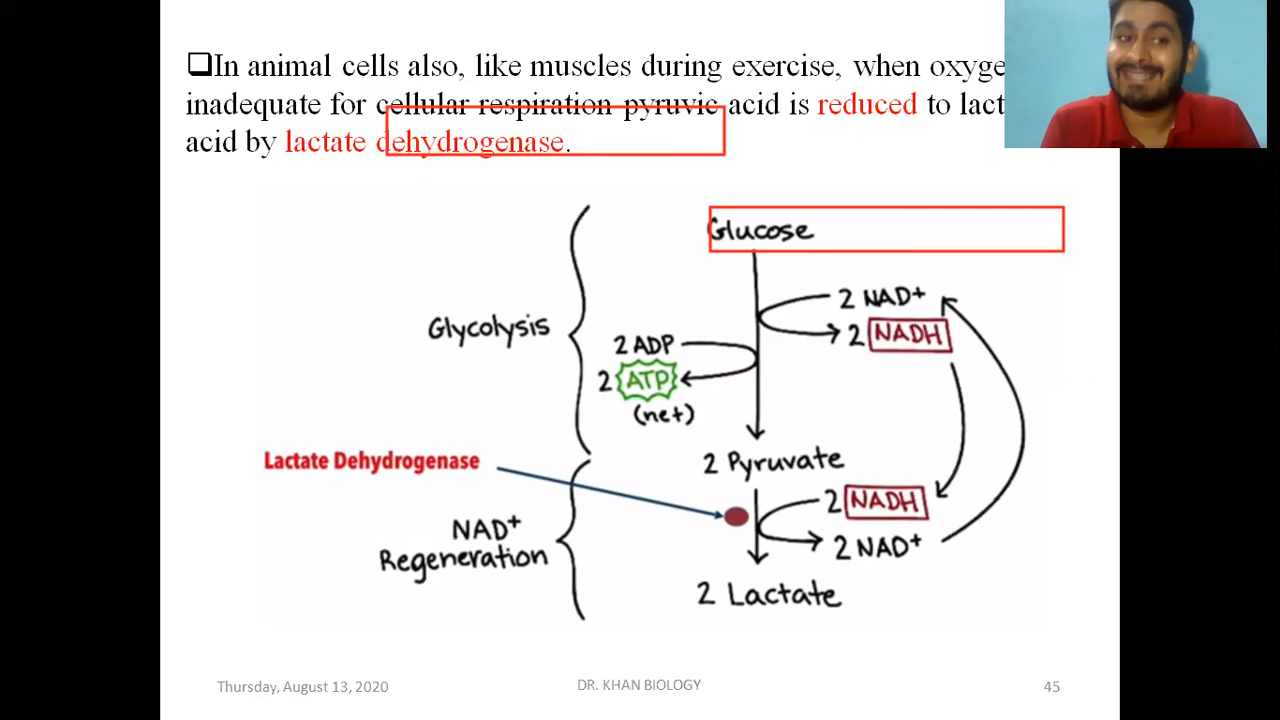 ❑In animal cells also, like muscles during exercise, when oxyge
inadequate for cellular respiration pyruvic acid is reduced to lact
acid by lactate dehydrogenase.
Glucose
2 NAD+
2 NADH
Glycolysis
2 ADP
2 ATP
(net)
2 Pyruvate
Lactate Dehydrogenase
2 NADH
NAD+
Regeneration
2 NAD+
2 Lactate
Thursday, August 13, 2020
DR. KHAN BIOLOGY
45